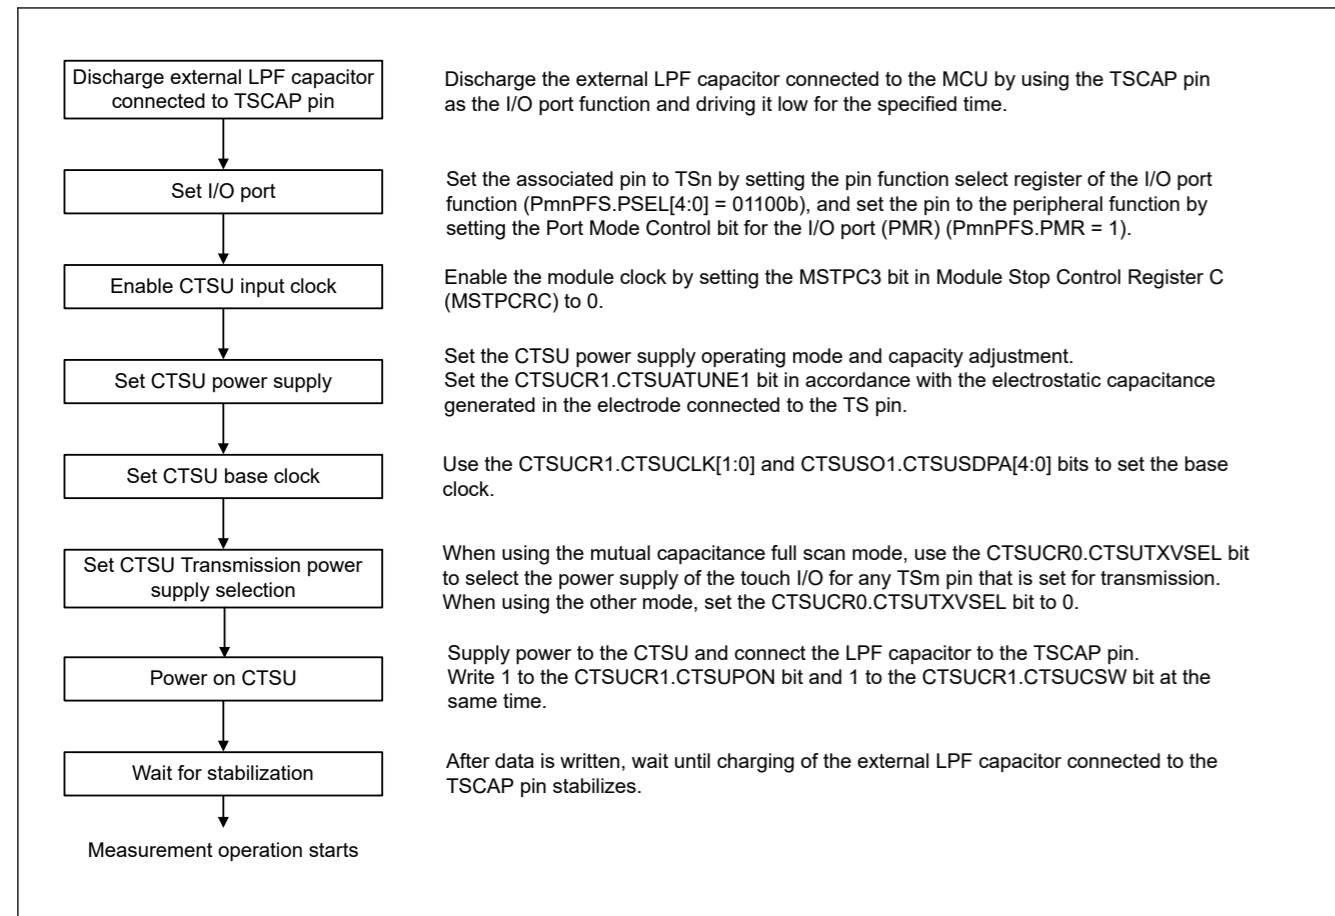 Discharge external LPF capacitor
connected to TSCAP pin
Discharge the external LPF capacitor connected to the MCU by using the TSCAP pin
as the I/O port function and driving it low for the specified time.
Set I/O port
Set the associated pin to TSn by setting the pin function select register of the I/O port
function (PmnPFS.PSEL[4:0] = 01100b), and set the pin to the peripheral function by
setting the Port Mode Control bit for the I/O port (PMR) (PmnPFS.PMR = 1).
Enable CTSU input clock
Enable the module clock by setting the MSTPC3 bit in Module Stop Control Register C
(MSTPCRC) to 0.
Set CTSU power supply
Set the CTSU power supply operating mode and capacity adjustment.
Set the CTSUCR1.CTSUATUNE1 bit in accordance with the electrostatic capacitance
generated in the electrode connected to the TS pin.
Set CTSU base clock
Use the CTSUCR1.CTSUCLK[1:0] and CTSUSO1.CTSUSDPA[4:0] bits to set the base
clock.
Set CTSU Transmission power
supply selection
When using the mutual capacitance full scan mode, use the CTSUCR0.CTSUTXVSEL bit
to select the power supply of the touch I/O for any TSm pin that is set for transmission.
When using the other mode, set the CTSUCR0.CTSUTXVSEL bit to 0.
Power on CTSU
Supply power to the CTSU and connect the LPF capacitor to the TSCAP pin.
Write 1 to the CTSUCR1.CTSUPON bit and 1 to the CTSUCR1.CTSUCSW bit at the
same time.
Wait for stabilization
After data is written, wait until charging of the external LPF capacitor connected to the
TSCAP pin stabilizes.
Measurement operation starts